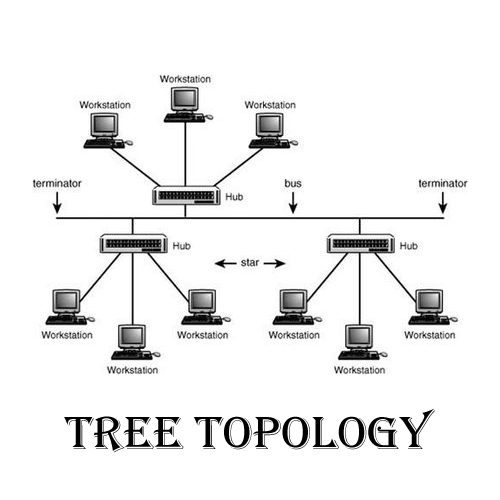 Workstation
Workstation
Workstation
terminator
bus
terminator
Hub
Hub
star
Hub
Workstation
Workstation
Workstation
Workstation
Workstation
Workstation
TREE TOPOLOGY